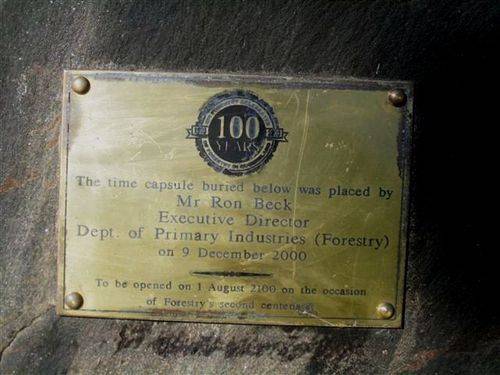 100
YEARS
The time capsule buried below was placed by
Mr Ron Beck
Executive Director
Dept. of Primary Industries (Forestry)
on 9 December 2000
To be opened on 1 August 2100 on the occasion
of Forestry's second centenary